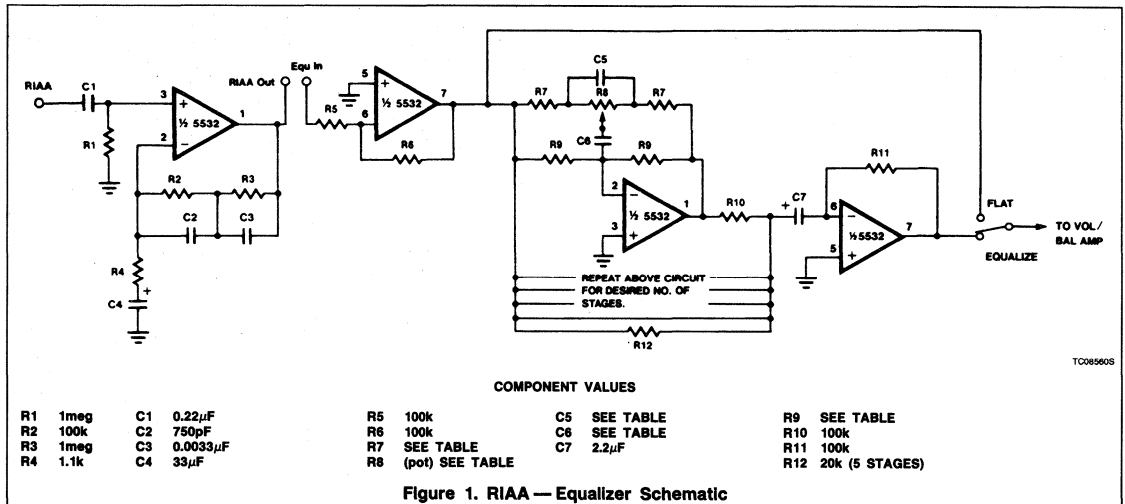 RIAA
C1
R1
3
+
2
−
½ 5532
1
R2
R3
C2
C3
R4
+
C4
RIAA Out
Equ In
R5
5
+
6
−
½ 5532
7
R6
C5
R7
R8
R7
C6
R9
R9
2
−
3
+
½ 5532
1
R10
+
C7
R11
6
−
5
+
½ 5532
7
FLAT
TO VOL/
BAL AMP
EQUALIZE
REPEAT ABOVE CIRCUIT
FOR DESIRED NO. OF
STAGES.
R12
TC08560S
COMPONENT VALUES
R1 1meg C1 0.22µF R5 100k C5 SEE TABLE R9 SEE TABLE
R2 100k C2 750pF R6 100k C6 SEE TABLE R10 100k
R3 1meg C3 0.0033µF R7 SEE TABLE C7 2.2µF R11 100k
R4 1.1k C4 33µF R8 (pot) SEE TABLE R12 20k (5 STAGES)
Figure 1. RIAA — Equalizer Schematic